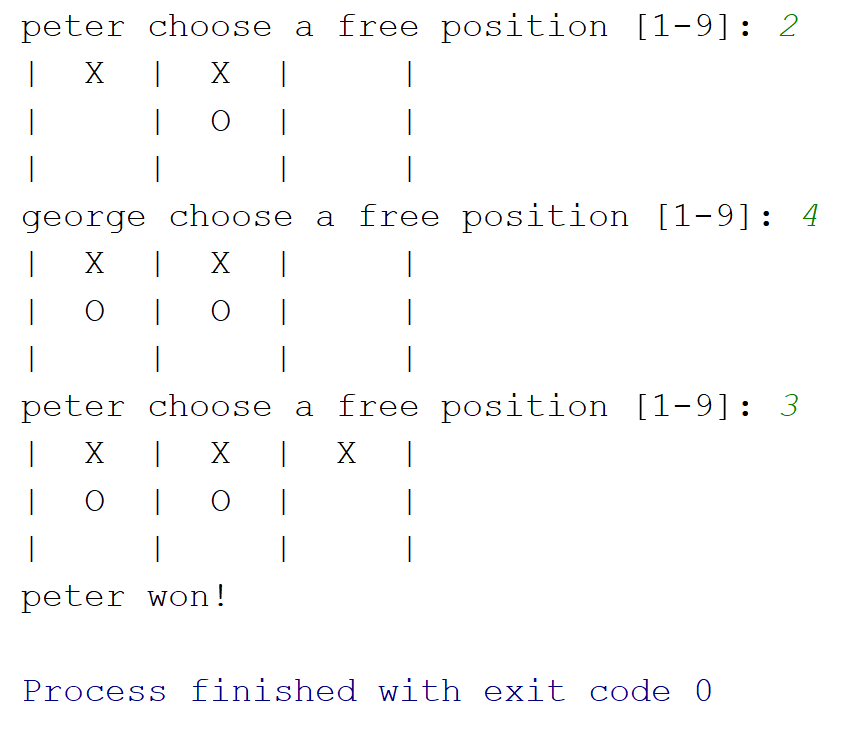 peter choose a free position [1-9]: 2
|  X  |  X  |     |
|     |  O  |     |
|     |     |     |
george choose a free position [1-9]: 4
|  X  |  X  |     |
|  O  |  O  |     |
|     |     |     |
peter choose a free position [1-9]: 3
|  X  |  X  |  X  |
|  O  |  O  |     |
|     |     |     |
peter won!
Process finished with exit code 0